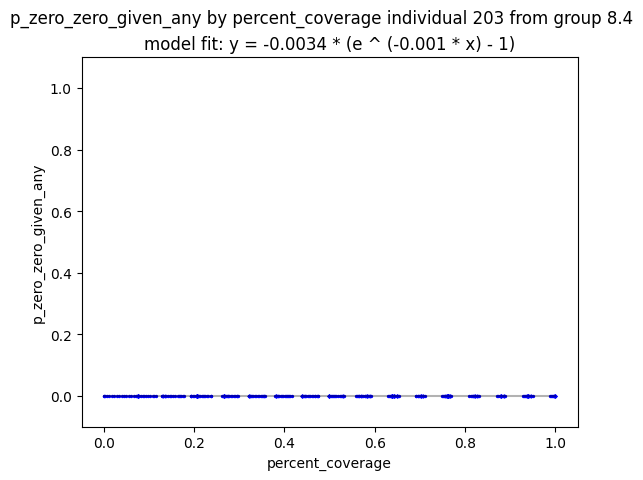 p_zero_zero_given_any by percent_coverage individual 203 from group 8.4
model fit: y = -0.0034 * (e ^ (-0.001 * x) - 1)
1.0
0.8
0.6
0.4
0.2
0.0
p_zero_zero_given_any
0.0 0.2 0.4 0.6 0.8 1.0
percent_coverage